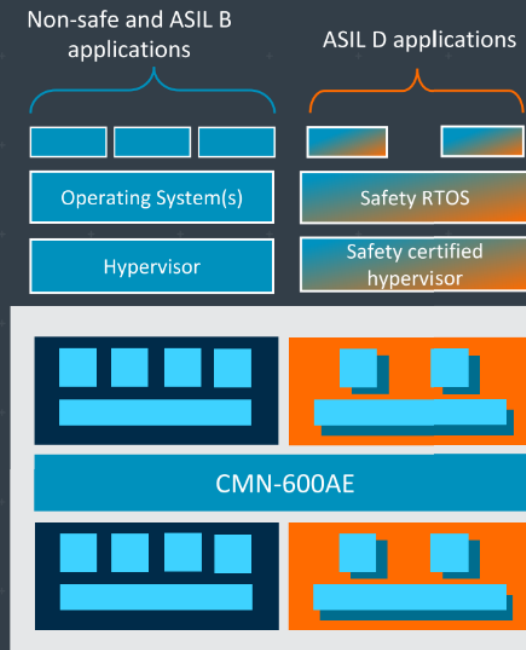 Non-safe and ASIL B
applications
ASIL D applications
Operating System(s)
Safety RTOS
Hypervisor
Safety certified
hypervisor
CMN-600AE